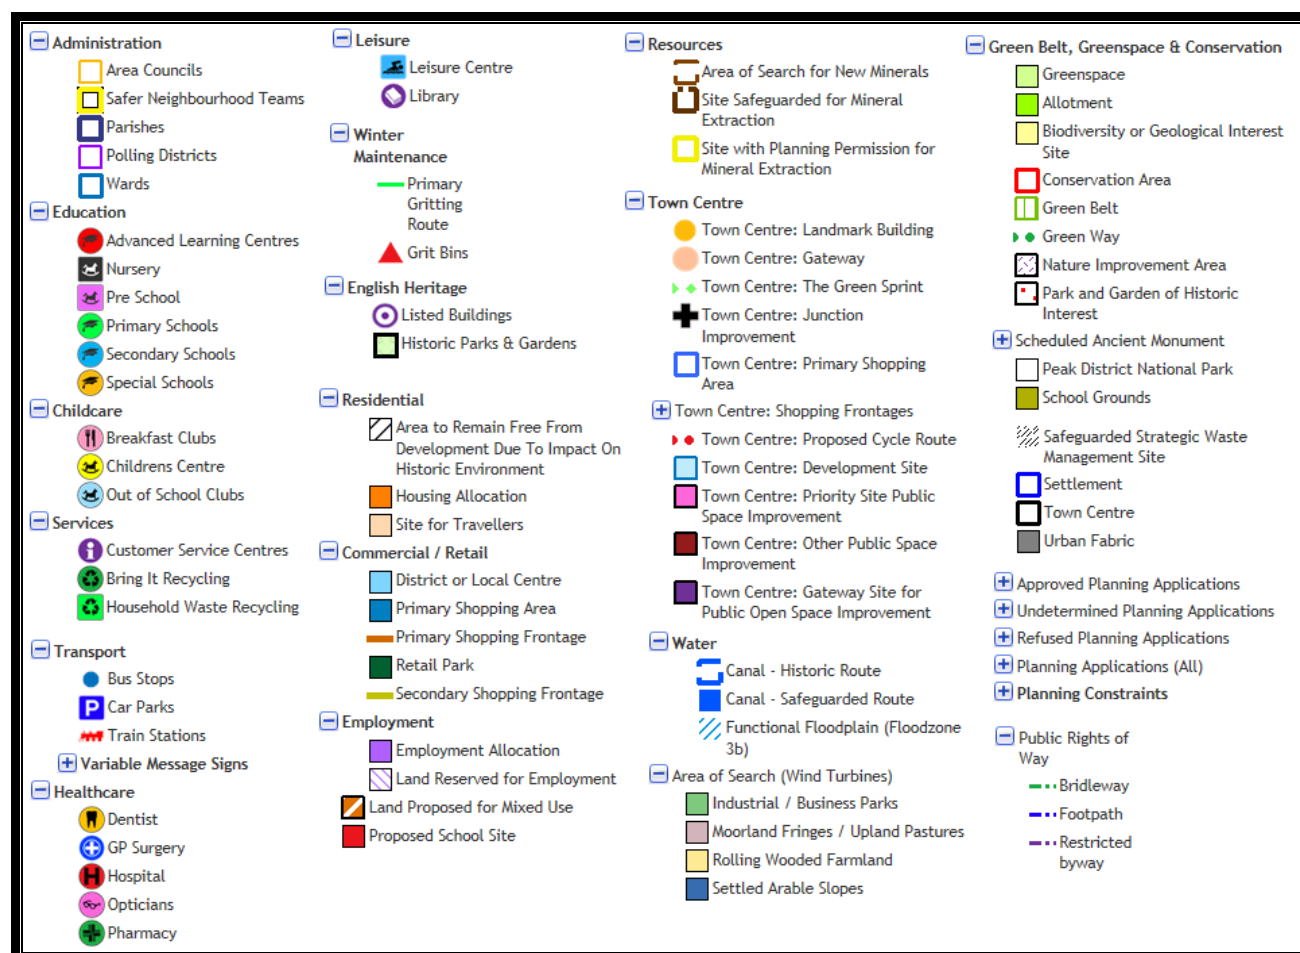 Administration
Area Councils
Safer Neighbourhood Teams
Parishes
Polling Districts
Wards
Education
Advanced Learning Centres
Nursery
Pre School
Primary Schools
Secondary Schools
Special Schools
Childcare
Breakfast Clubs
Childrens Centre
Out of School Clubs
Services
Customer Service Centres
Bring It Recycling
Household Waste Recycling
Transport
Bus Stops
P Car Parks
Train Stations
Variable Message Signs
Healthcare
Dentist
GP Surgery
H Hospital
Opticians
Pharmacy
Leisure
Leisure Centre
Library
Winter
Maintenance
Primary
Gritting
Route
Grit Bins
English Heritage
Listed Buildings
Historic Parks & Gardens
Residential
Area to Remain Free From
Development Due To Impact On
Historic Environment
Housing Allocation
Site for Travellers
Commercial / Retail
District or Local Centre
Primary Shopping Area
Primary Shopping Frontage
Retail Park
Secondary Shopping Frontage
Employment
Employment Allocation
Land Reserved for Employment
Land Proposed for Mixed Use
Proposed School Site
Resources
Area of Search for New Minerals
Site Safeguarded for Mineral
Extraction
Site with Planning Permission for
Mineral Extraction
Town Centre
Town Centre: Landmark Building
Town Centre: Gateway
Town Centre: The Green Sprint
Town Centre: Junction
Improvement
Town Centre: Primary Shopping
Area
Town Centre: Shopping Frontages
Town Centre: Proposed Cycle Route
Town Centre: Development Site
Town Centre: Priority Site Public
Space Improvement
Town Centre: Other Public Space
Improvement
Town Centre: Gateway Site for
Public Open Space Improvement
Water
Canal - Historic Route
Canal - Safeguarded Route
Functional Floodplain (Floodzone
3b)
Area of Search (Wind Turbines)
Industrial / Business Parks
Moorland Fringes / Upland Pastures
Rolling Wooded Farmland
Settled Arable Slopes
Green Belt, Greenspace & Conservation
Greenspace
Allotment
Biodiversity or Geological Interest
Site
Conservation Area
Green Belt
Green Way
Nature Improvement Area
Park and Garden of Historic
Interest
Scheduled Ancient Monument
Peak District National Park
School Grounds
Safeguarded Strategic Waste
Management Site
Settlement
Town Centre
Urban Fabric
Approved Planning Applications
Undetermined Planning Applications
Refused Planning Applications
Planning Applications (All)
Planning Constraints
Public Rights of
Way
Bridleway
Footpath
Restricted
byway